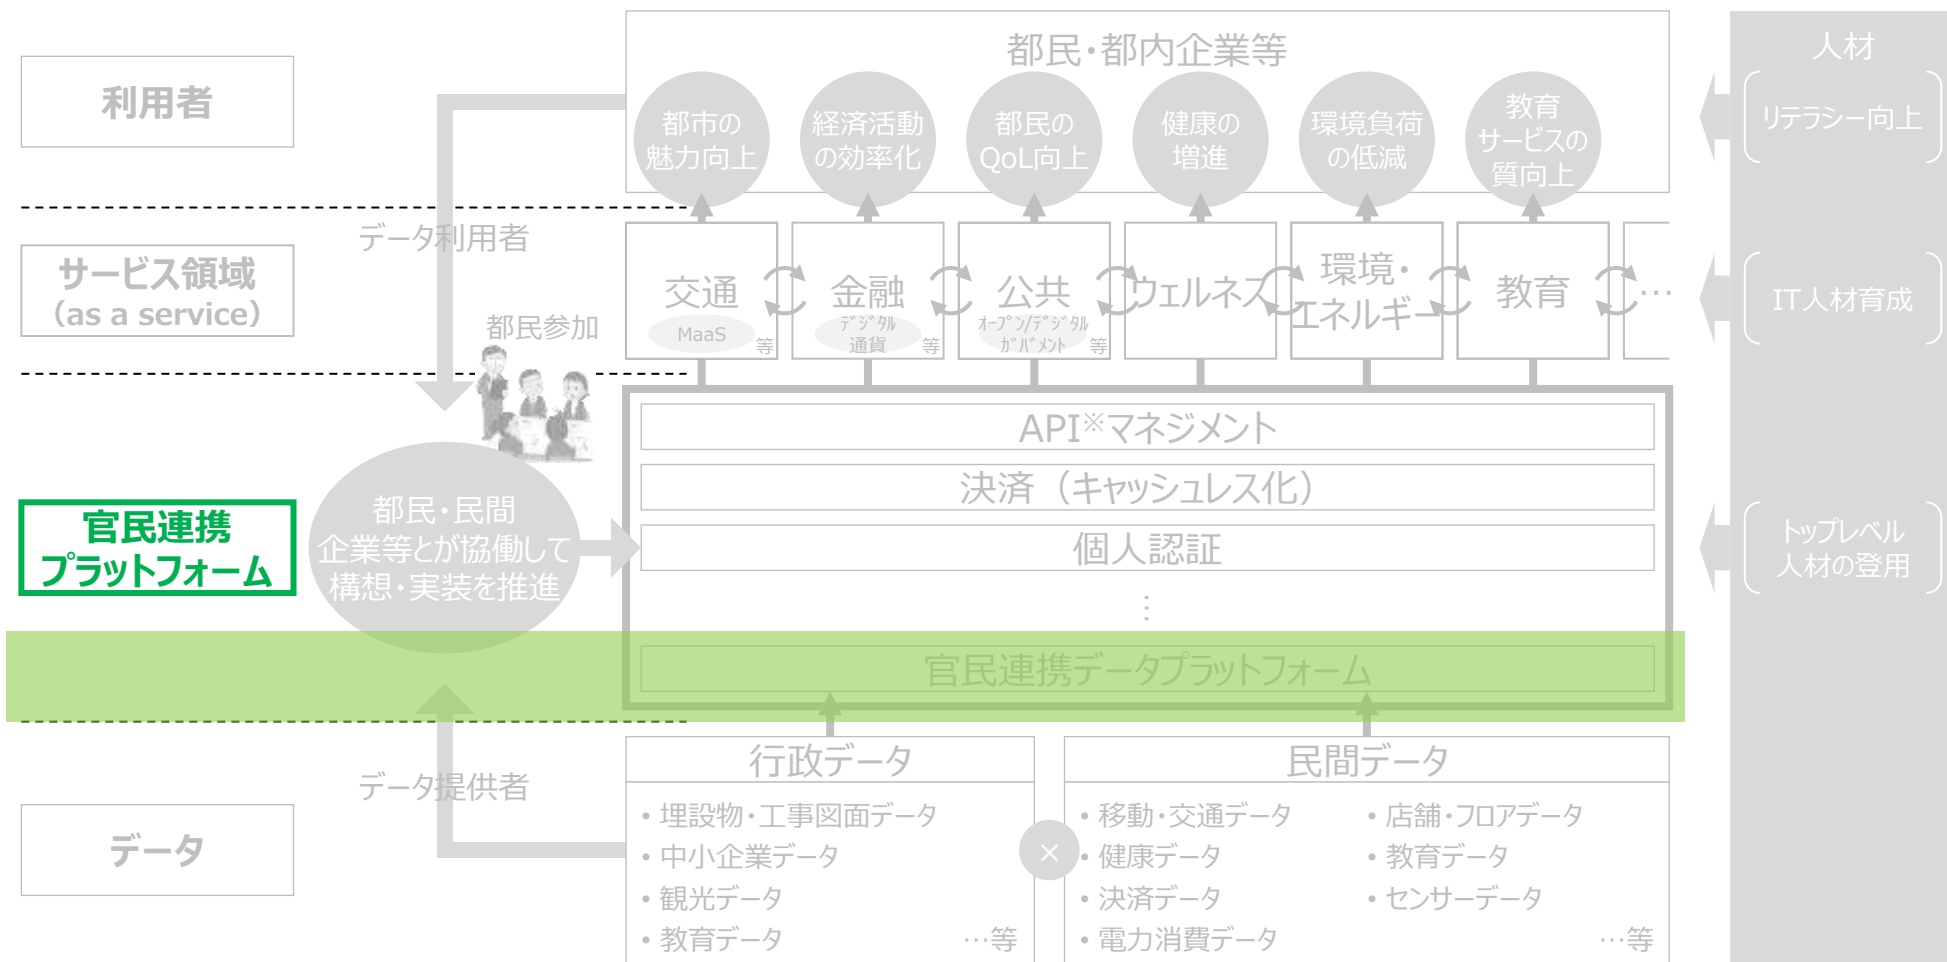 利用者
都民・都内企業等
都市の
魅力向上
経済活動
の効率化
都民の
QoL向上
健康の
増進
環境負荷
の低減
教育
サービスの
質向上
人材
リテラシー向上
データ利用者
サービス領域
（as a service）
都民参加
交通
MaaS
等
金融
デジタル
通貨
等
公共
オープン/デジタル
ガバメント
等
ウェルネス
環境・
エネルギー
教育
…
IT人材育成
官民連携
プラットフォーム
都民・民間
企業等とが協働して
構想・実装を推進
API※マネジメント
決済（キャッシュレス化）
個人認証
⋮
官民連携データプラットフォーム
トップレベル
人材の登用
データ提供者
データ
行政データ
• 埋設物・工事図面データ
• 中小企業データ
• 観光データ
• 教育データ
…等
×
民間データ
• 移動・交通データ
• 健康データ
• 決済データ
• 電力消費データ
• 店舗・フロアデータ
• 教育データ
• センサーデータ
…等